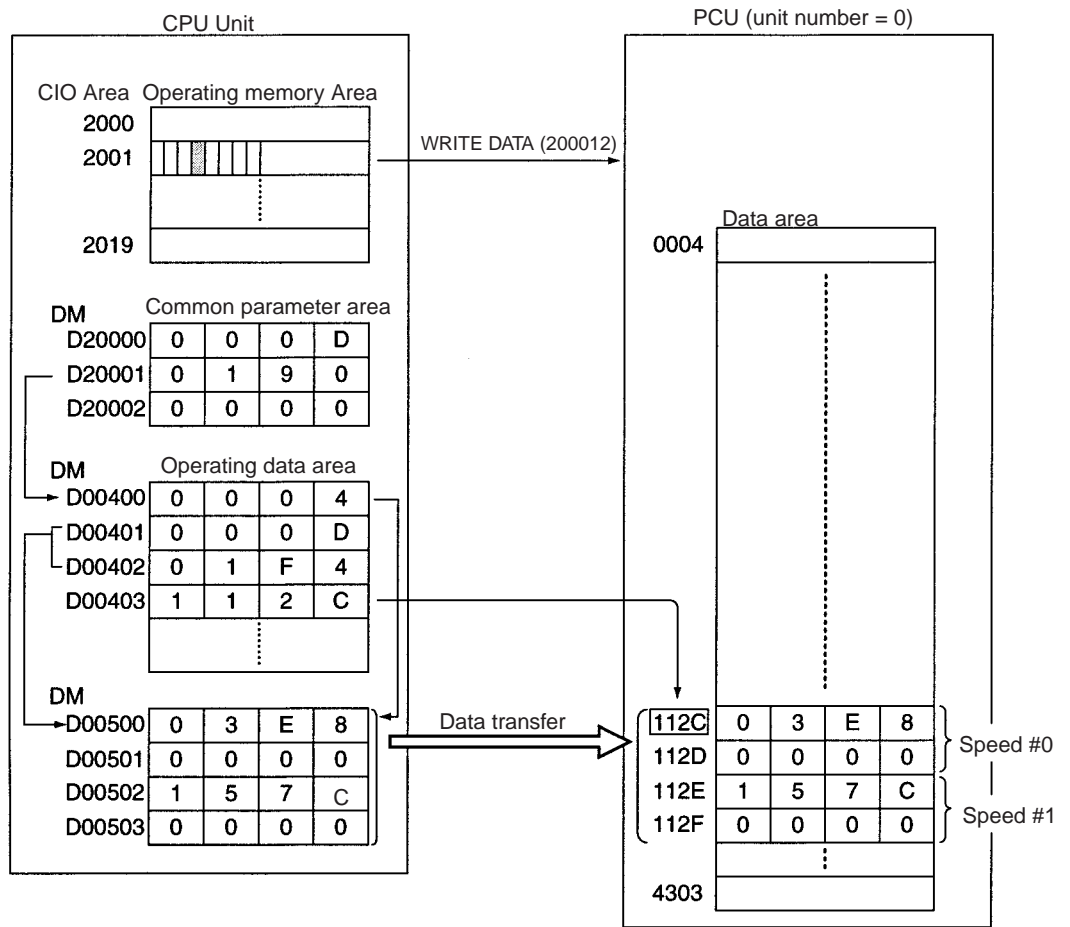 CPU Unit
PCU (unit number = 0)
CIO Area Operating memory Area
2000
2001
WRITE DATA (200012)
2019
Data area
0004
DM
Common parameter area
D20000 0 0 0 D
D20001 0 1 9 0
D20002 0 0 0 0
DM
Operating data area
D00400 0 0 0 4
D00401 0 0 0 D
D00402 0 1 F 4
D00403 1 1 2 C
DM
D00500 0 3 E 8
D00501 0 0 0 0
D00502 1 5 7 C
D00503 0 0 0 0
Data transfer
112C 0 3 E 8
112D 0 0 0 0
Speed #0
112E 1 5 7 C
112F 0 0 0 0
Speed #1
4303